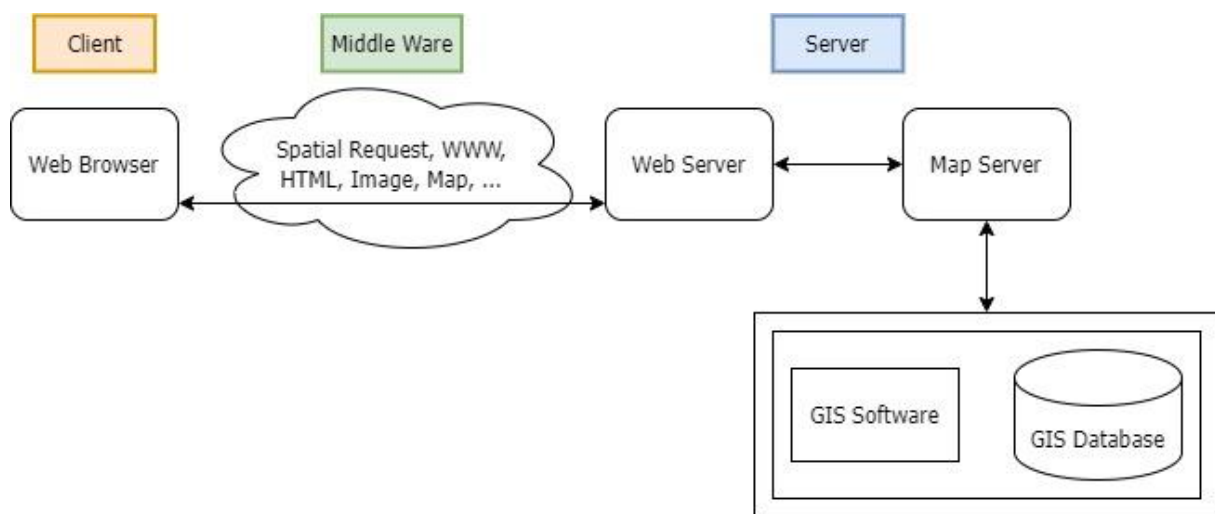 Client
Middle Ware
Server
Web Browser
Spatial Request, WWW,
HTML, Image, Map, ...
Web Server
Map Server
GIS Software
GIS Database